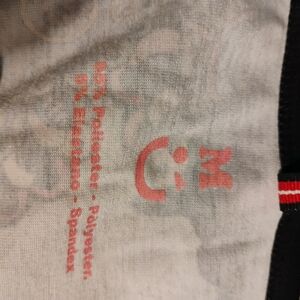 M
95% Poliester - Polyester.
5% Elastano - Spandex